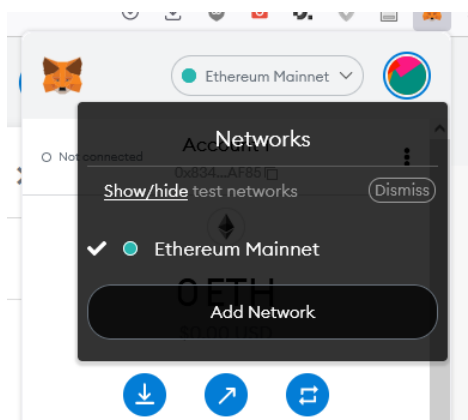 Ethereum Mainnet
Networks
Account 1
Not connected
0x834...AF85
Show/hide test networks
Dismiss
Ethereum Mainnet
0 ETH
Add Network
$0.00 USD